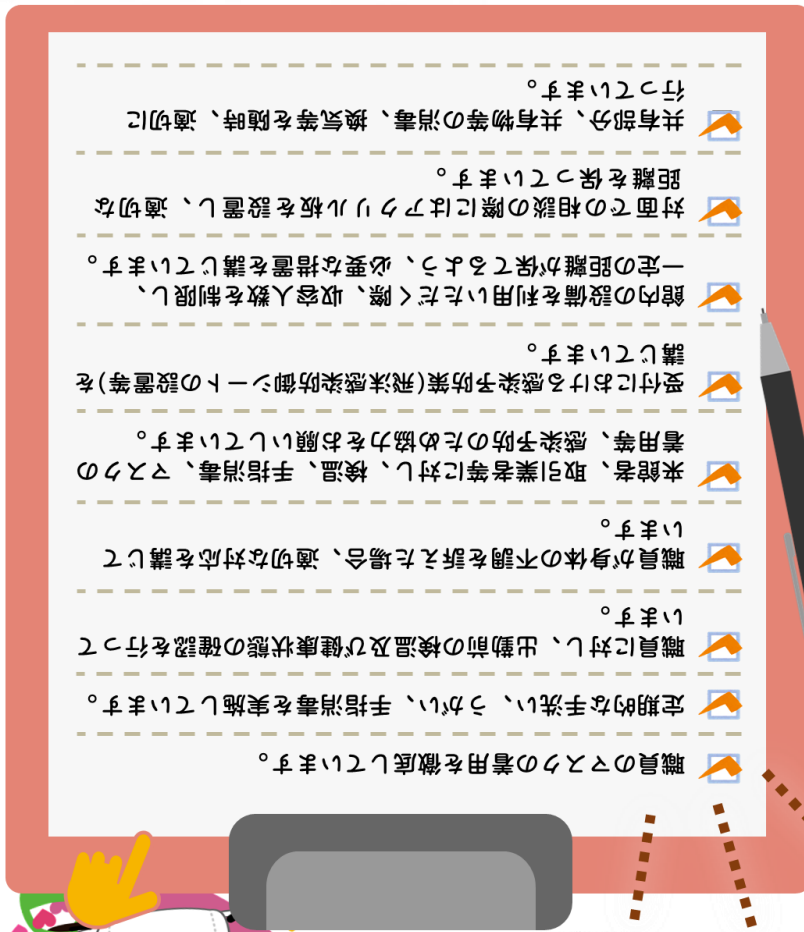 職員のマスクの着用を徹底しています。
定期的な手洗い、うがい、手指消毒を実施しています。
職員に対し、出勤前の検温及び健康状態の確認を行って
います。
職員が身体の不調を訴えた場合、適切な対応を講じて
います。
来館者、取引業者等に対し、検温、手指消毒、マスクの
着用等、感染予防のため協力をお願いしています。
受付における感染予防策(飛沫感染防御シートの設置等)を
講じています。
館内の設備を利用いただく際、収容人数を制限し、
一定の距離が保てるよう、必要な措置を講じています。
対面での相談の際にはアクリル板を設置し、適切な
距離を保っています。
共有部分、共有物等の消毒、換気等を随時、適切に
行っています。